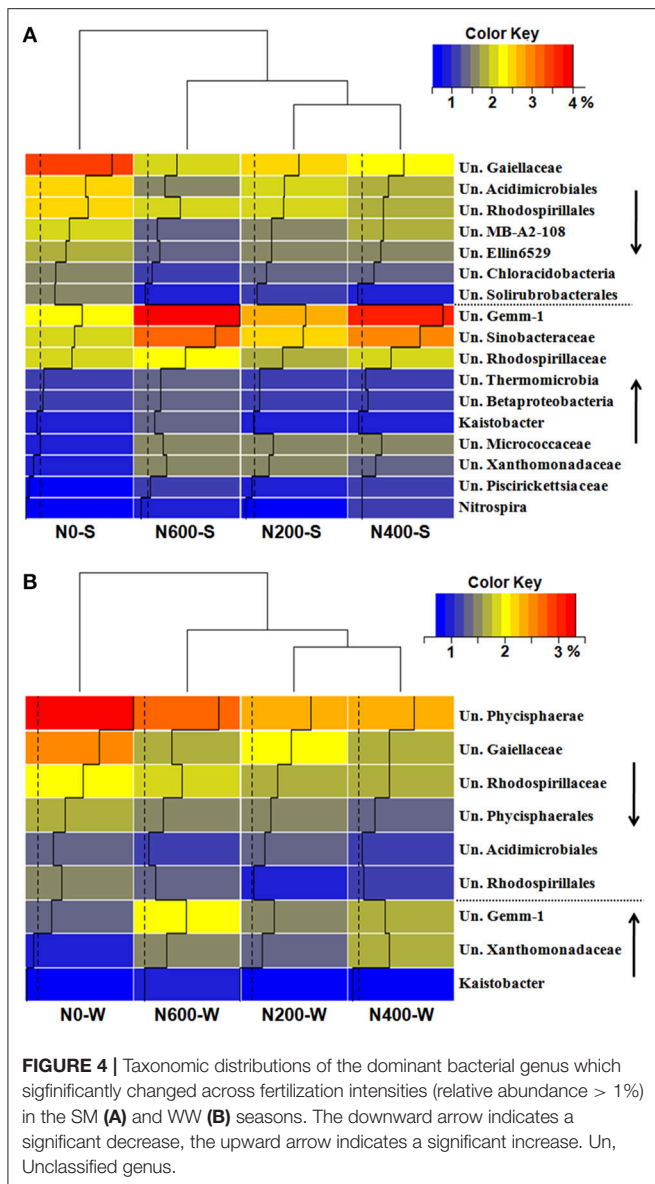 A
Color Key
1 2 3 4 %
Un. Gaiellaceae
Un. Acidimicrobiales
Un. Rhodospirillales
Un. MB-A2-108
Un. Ellin6529
Un. Chloracidobacteria
Un. Solirubrobacterales
Un. Gemm-1
Un. Sinobacteraceae
Un. Rhodospirillaceae
Un. Thermomicrobia
Un. Betaproteobacteria
Kaistobacter
Un. Micrococcaceae
Un. Xanthomonadaceae
Un. Piscirickettsiaceae
Nitrospira
N0-S N600-S N200-S N400-S
B
Color Key
1 2 3 %
Un. Phycisphaerae
Un. Gaiellaceae
Un. Rhodospirillaceae
Un. Phycisphaerales
Un. Acidimicrobiales
Un. Rhodospirillales
Un. Gemm-1
Un. Xanthomonadaceae
Kaistobacter
N0-W N600-W N200-W N400-W
FIGURE 4 | Taxonomic distributions of the dominant bacterial genus which
sigfinificantly changed across fertilization intensities (relative abundance > 1%)
in the SM (A) and WW (B) seasons. The downward arrow indicates a
significant decrease, the upward arrow indicates a significant increase. Un,
Unclassified genus.